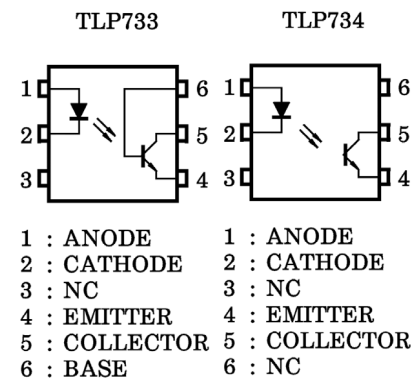 TLP733
1
2
3
6
5
4
1 : ANODE
2 : CATHODE
3 : NC
4 : EMITTER
5 : COLLECTOR
6 : BASE
TLP734
1
2
3
6
5
4
1 : ANODE
2 : CATHODE
3 : NC
4 : EMITTER
5 : COLLECTOR
6 : NC